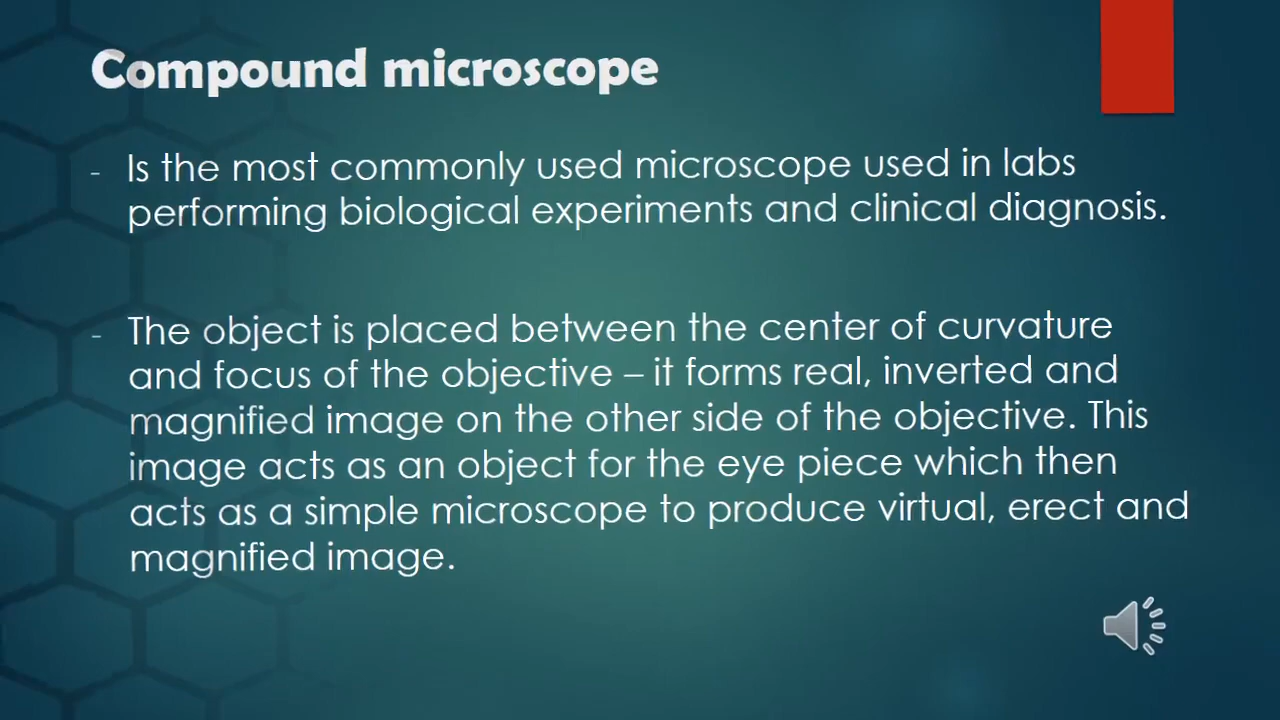 Compound microscope
- Is the most commonly used microscope used in labs
performing biological experiments and clinical diagnosis.
- The object is placed between the center of curvature
and focus of the objective – it forms real, inverted and
magnified image on the other side of the objective. This
image acts as an object for the eye piece which then
acts as a simple microscope to produce virtual, erect and
magnified image.